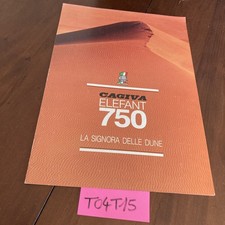 CAGIVA
ELEFANT
750
LA SIGNORA DELLE DUNE
TC4T/5